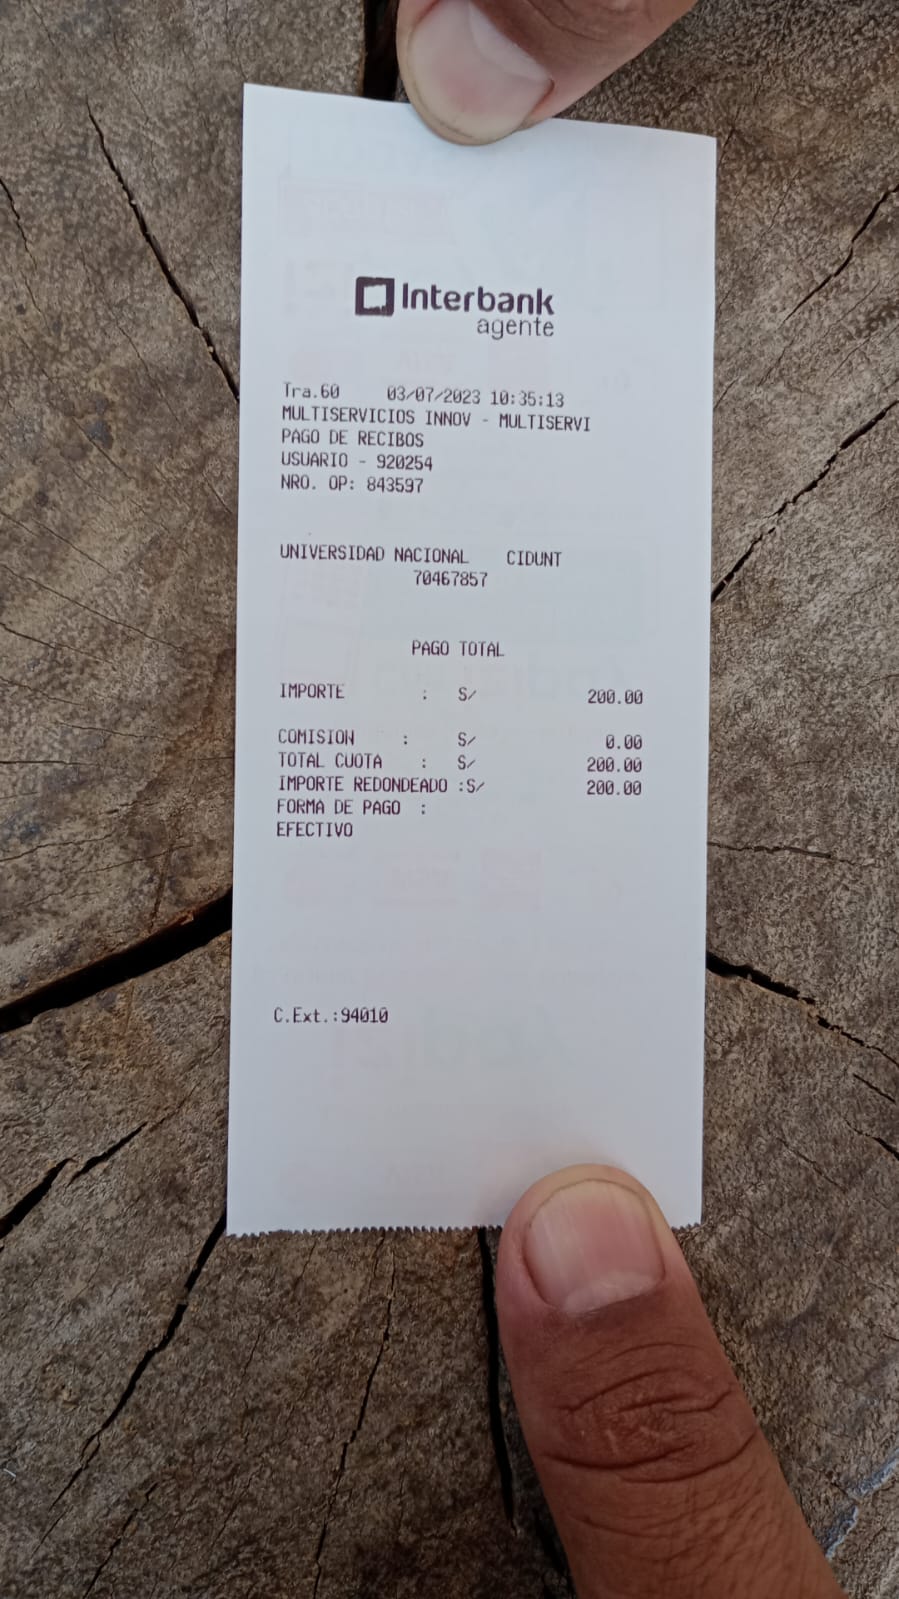 Interbank
agente
Tra.60 03/07/2023 10:35:13
MULTISERVICIOS INNOV - MULTISERVI
PAGO DE RECIBOS
USUARIO - 920254
NRO. OP: 843597
UNIVERSIDAD NACIONAL CIDUNT
70467857
PAGO TOTAL
IMPORTE : S/ 200.00
COMISION : S/ 0.00
TOTAL CUOTA : S/ 200.00
IMPORTE REDONDEADO :S/ 200.00
FORMA DE PAGO :
EFECTIVO
C.Ext.:94010